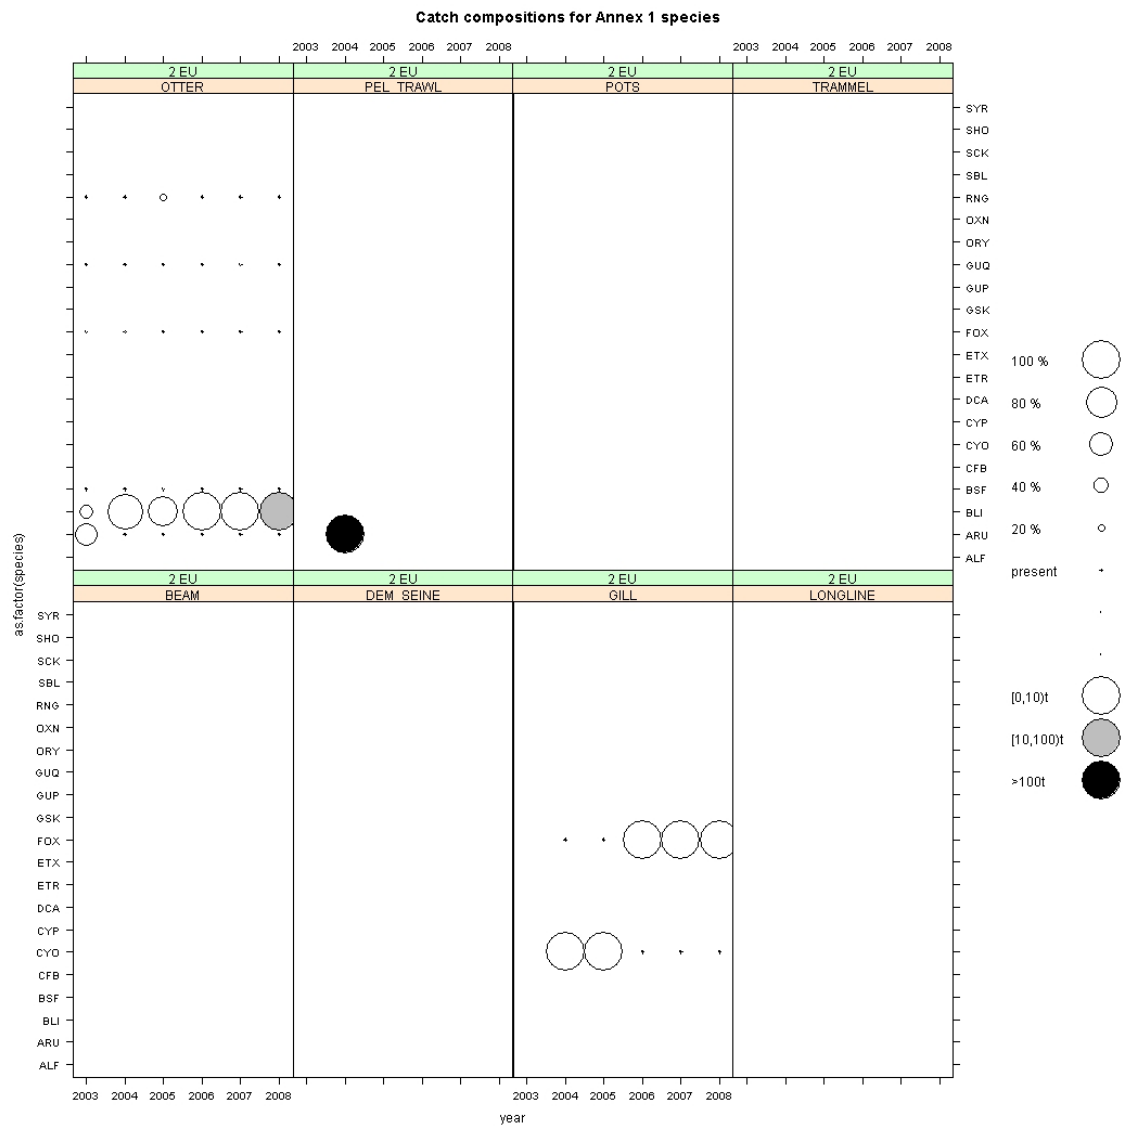 Catch compositions for Annex 1 species
2003 2004 2005 2006 2007 2008 2003 2004 2005 2006 2007 2008
2 EU 2 EU 2 EU 2 EU
OTTER PEL_TRAWL POTS TRAMMEL
SYR
SHO
SCK
SBL
RNG
OXN
ORY
GUQ
GUP
GSK
FOX
ETX
ETR
DCA
CYP
CYO
CFB
BSF
BLI
ARU
ALF
100 %
80 %
60 %
40 %
20 %
present
[0,10)t
[10,100)t
>100t
as.factor(species)
2 EU 2 EU 2 EU 2 EU
BEAM DEM_SEINE GILL LONGLINE
SYR
SHO
SCK
SBL
RNG
OXN
ORY
GUQ
GUP
GSK
FOX
ETX
ETR
DCA
CYP
CYO
CFB
BSF
BLI
ARU
ALF
2003 2004 2005 2006 2007 2008 2003 2004 2005 2006 2007 2008
year